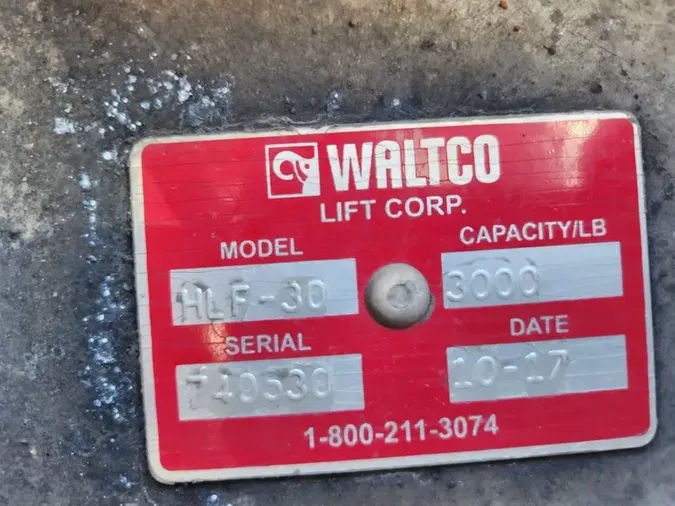 WALTCO
LIFT CORP.
MODEL CAPACITY/LB
HLF-30 3000
SERIAL DATE
740530 10-17
1-800-211-3074